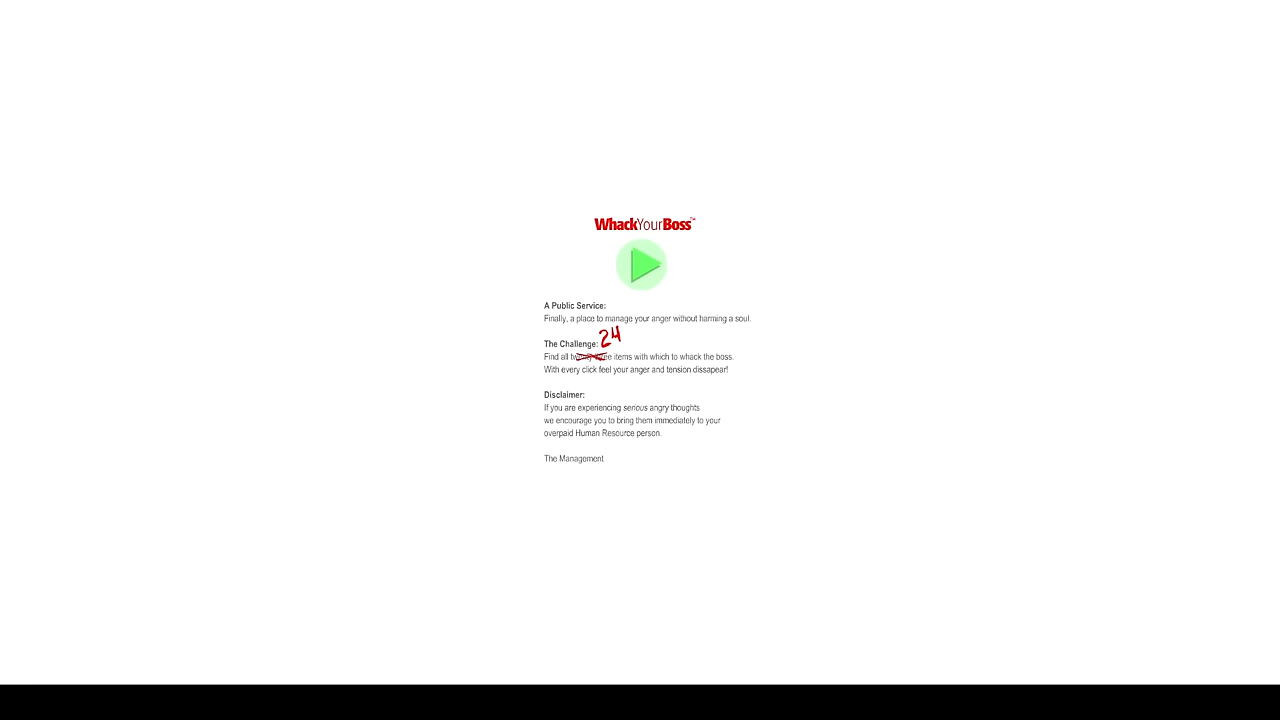 WhackYourBoss™
A Public Service:
Finally, a place to manage your anger without harming a soul.
24
The Challenge:
Find all items with which to whack the boss.
With every click feel your anger and tension dissapear!
Disclaimer:
If you are experiencing serious angry thoughts
we encourage you to bring them immediately to your
overpaid Human Resource person.
The Management